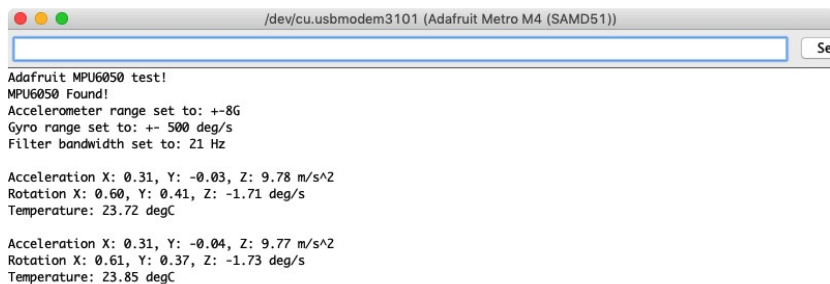 /dev/cu.usbmodem3101 (Adafruit Metro M4 (SAMD51))
Adafruit MPU6050 test!
MPU6050 Found!
Accelerometer range set to: +-8G
Gyro range set to: +- 500 deg/s
Filter bandwidth set to: 21 Hz
Acceleration X: 0.31, Y: -0.03, Z: 9.78 m/s^2
Rotation X: 0.60, Y: 0.41, Z: -1.71 deg/s
Temperature: 23.72 degC
Acceleration X: 0.31, Y: -0.04, Z: 9.77 m/s^2
Rotation X: 0.61, Y: 0.37, Z: -1.73 deg/s
Temperature: 23.85 degC